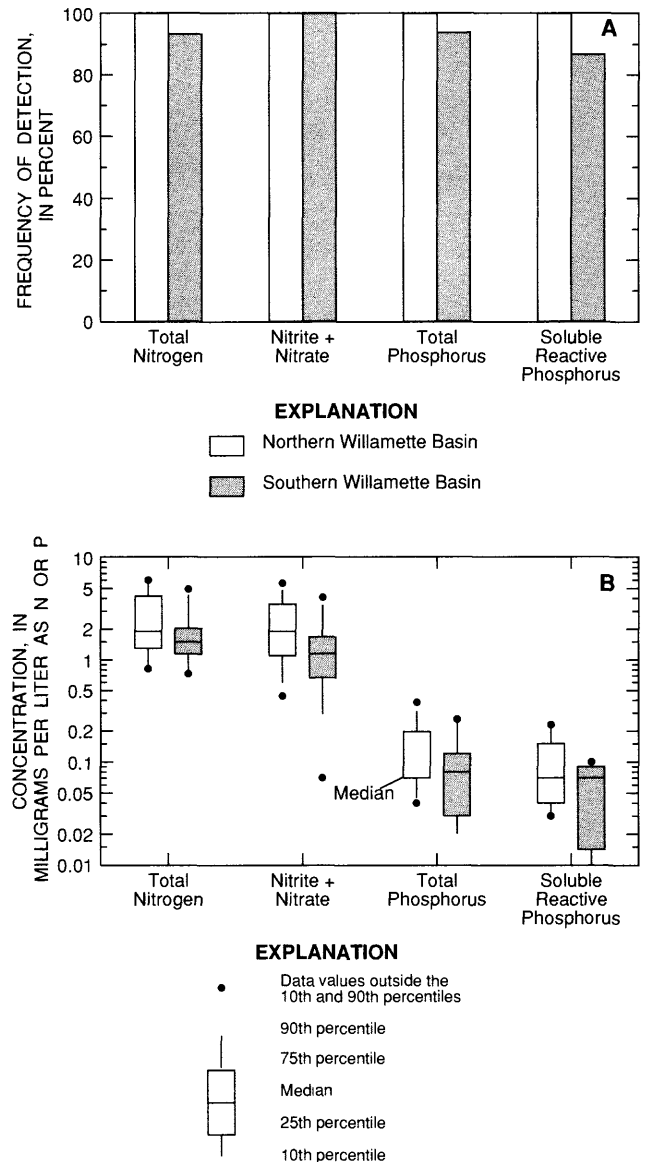 FREQUENCY OF DETECTION,
IN PERCENT
A
100
80
60
40
20
0
Total
Nitrogen
Nitrite +
Nitrate
Total
Phosphorus
Soluble
Reactive
Phosphorus
EXPLANATION
Northern Willamette Basin
Southern Willamette Basin
CONCENTRATION, IN
MILLIGRAMS PER LITER AS N OR P
B
10
5
2
1
0.5
0.2
0.1
0.05
0.02
0.01
Median
Total
Nitrogen
Nitrite +
Nitrate
Total
Phosphorus
Soluble
Reactive
Phosphorus
EXPLANATION
Data values outside the
10th and 90th percentiles
90th percentile
75th percentile
Median
25th percentile
10th percentile